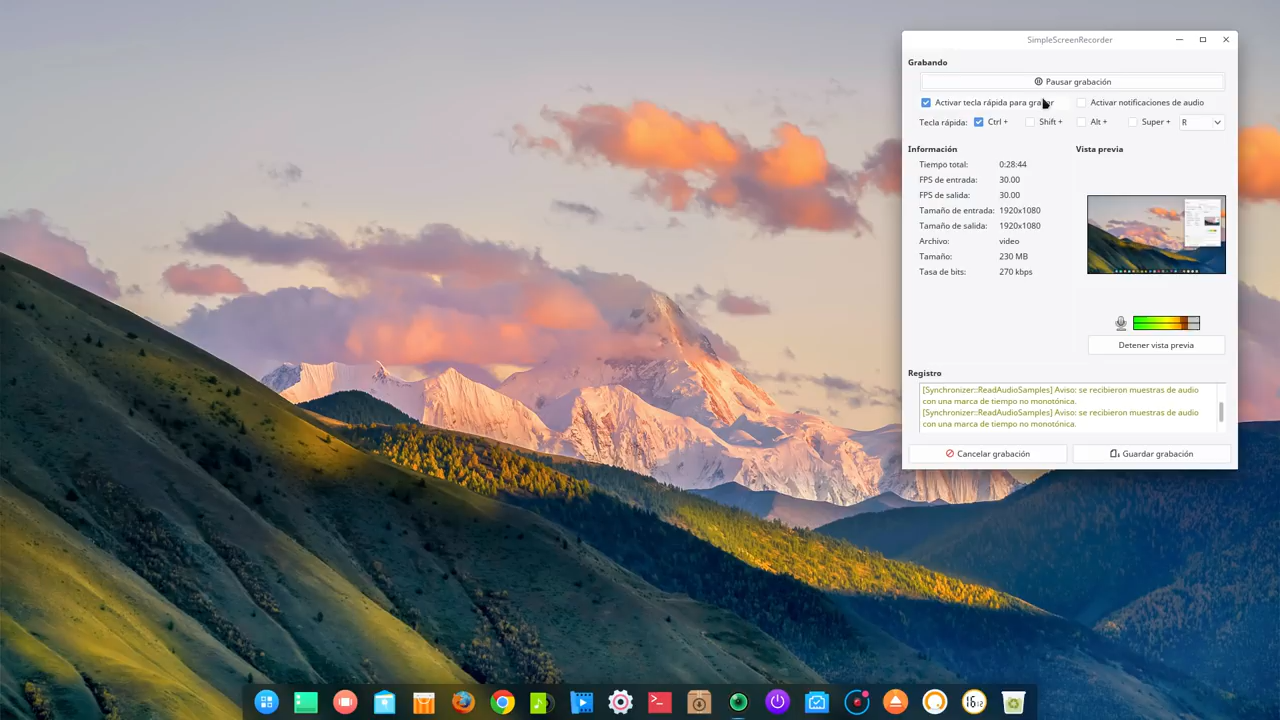 SimpleScreenRecorder
Grabando
Pausar grabación
Activar tecla rápida para grabar
Activar notificaciones de audio
Tecla rápida: Ctrl + Shift + Alt + Super + R
Información
Vista previa
Tiempo total: 0:28:44
FPS de entrada: 30.00
FPS de salida: 30.00
Tamaño de entrada: 1920x1080
Tamaño de salida: 1920x1080
Archivo: video
Tamaño: 230 MB
Tasa de bits: 270 kbps
Detener vista previa
Registro
[Synchronizer::ReadAudioSamples] Aviso: se recibieron muestras de audio
con una marca de tiempo no monotónica.
[Synchronizer::ReadAudioSamples] Aviso: se recibieron muestras de audio
con una marca de tiempo no monotónica.
Cancelar grabación
Guardar grabación
16 12